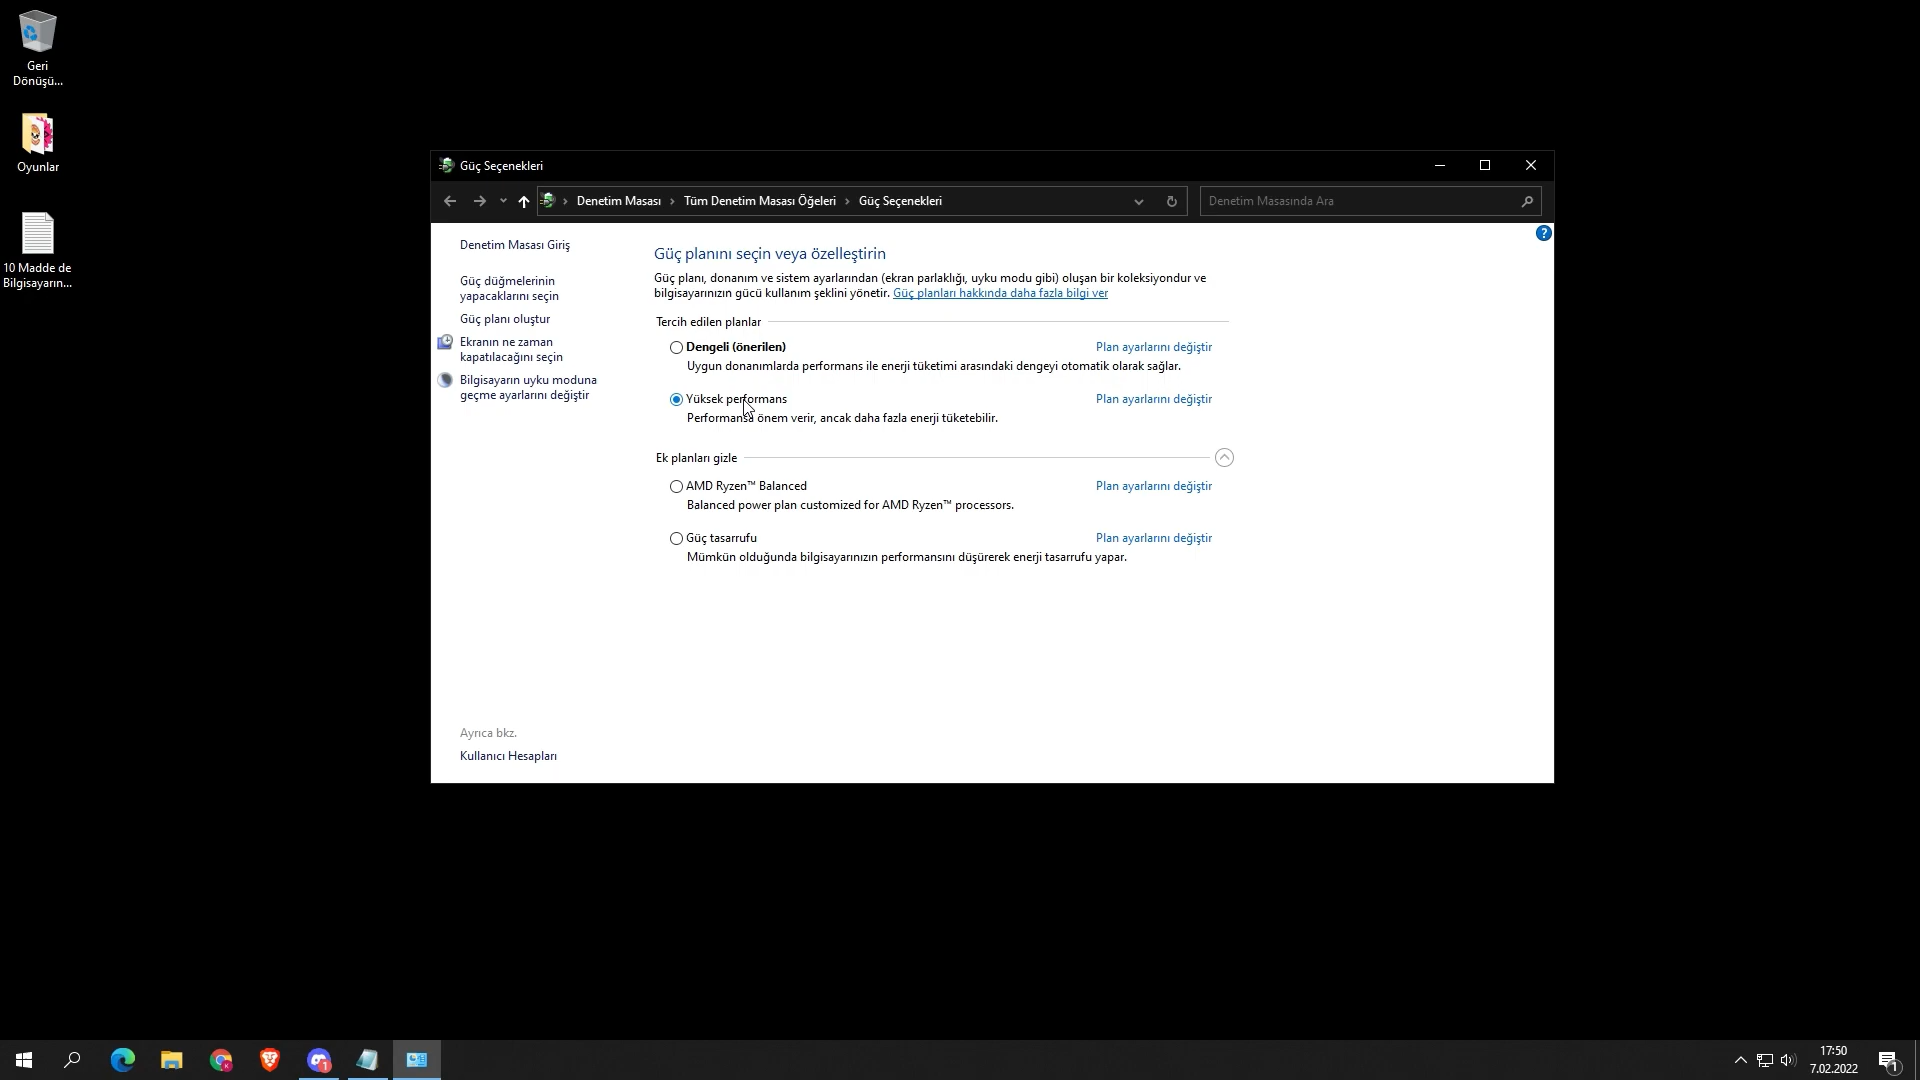 Geri
Dönüşü...
Oyunlar
10 Madde de
Bilgisayarın...
Güç Seçenekleri
Denetim Masası
Tüm Denetim Masası Öğeleri
Güç Seçenekleri
Denetim Masasında Ara
Denetim Masası Giriş
Güç düğmelerinin
yapacaklarını seçin
Güç planı oluştur
Ekranın ne zaman
kapatılacağını seçin
Bilgisayarın uyku moduna
geçme ayarlarını değiştir
Güç planını seçin veya özelleştirin
Güç planı, donanım ve sistem ayarlarından (ekran parlaklığı, uyku modu gibi) oluşan bir koleksiyondur ve
bilgisayarınızın gücü kullanım şeklini yönetir. Güç planları hakkında daha fazla bilgi ver
Tercih edilen planlar
Dengeli (önerilen) Plan ayarlarını değiştir
Uygun donanımlarda performans ile enerji tüketimi arasındaki dengeyi otomatik olarak sağlar.
Yüksek performans Plan ayarlarını değiştir
Performansa önem verir, ancak daha fazla enerji tüketebilir.
Ek planları gizle
AMD Ryzen™ Balanced Plan ayarlarını değiştir
Balanced power plan customized for AMD Ryzen™ processors.
Güç tasarrufu Plan ayarlarını değiştir
Mümkün olduğunda bilgisayarınızın performansını düşürerek enerji tasarrufu yapar.
Ayrıca bkz.
Kullanıcı Hesapları
K
1
17:50
7.02.2022
1